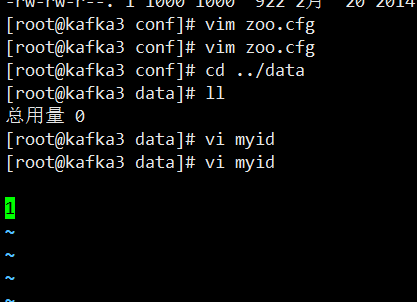 -rw-rw-r--. 1 1000 1000  922 2月  20 2014
[root@kafka3 conf]# vim zoo.cfg
[root@kafka3 conf]# vim zoo.cfg
[root@kafka3 conf]# cd ../data
[root@kafka3 data]# ll
总用量 0
[root@kafka3 data]# vi myid
[root@kafka3 data]# vi myid
1
~
~
~
~